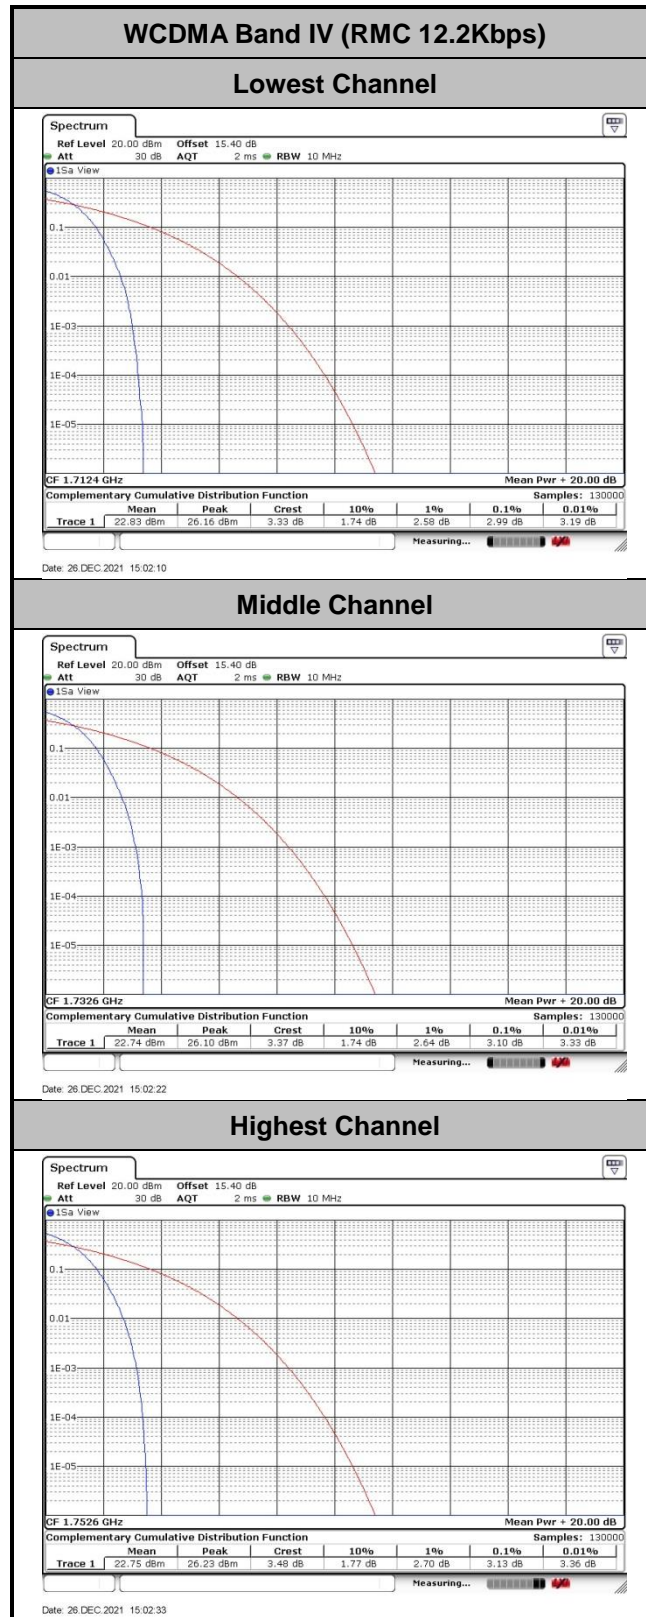 WCDMA Band IV (RMC 12.2Kbps)
Lowest Channel
Spectrum
Ref Level 20.00 dBm Offset 15.40 dB
Att 30 dB AQT 2 ms RBW 10 MHz
1Sa View
0.1
0.01
1E-03
1E-04
1E-05
CF 1.7124 GHz Mean Pwr + 20.00 dB
Complementary Cumulative Distribution Function Samples: 130000
Mean Peak Crest 10% 1% 0.1% 0.01%
Trace 1 22.83 dBm 26.16 dBm 3.33 dB 1.74 dB 2.58 dB 2.99 dB 3.19 dB
Measuring...
Date: 26.DEC.2021 15:02:10
Middle Channel
Spectrum
Ref Level 20.00 dBm Offset 15.40 dB
Att 30 dB AQT 2 ms RBW 10 MHz
1Sa View
0.1
0.01
1E-03
1E-04
1E-05
CF 1.7326 GHz Mean Pwr + 20.00 dB
Complementary Cumulative Distribution Function Samples: 130000
Mean Peak Crest 10% 1% 0.1% 0.01%
Trace 1 22.74 dBm 26.10 dBm 3.37 dB 1.74 dB 2.64 dB 3.10 dB 3.33 dB
Measuring...
Date: 26.DEC.2021 15:02:22
Highest Channel
Spectrum
Ref Level 20.00 dBm Offset 15.40 dB
Att 30 dB AQT 2 ms RBW 10 MHz
1Sa View
0.1
0.01
1E-03
1E-04
1E-05
CF 1.7526 GHz Mean Pwr + 20.00 dB
Complementary Cumulative Distribution Function Samples: 130000
Mean Peak Crest 10% 1% 0.1% 0.01%
Trace 1 22.75 dBm 26.23 dBm 3.48 dB 1.77 dB 2.70 dB 3.13 dB 3.36 dB
Measuring...
Date: 26.DEC.2021 15:02:33